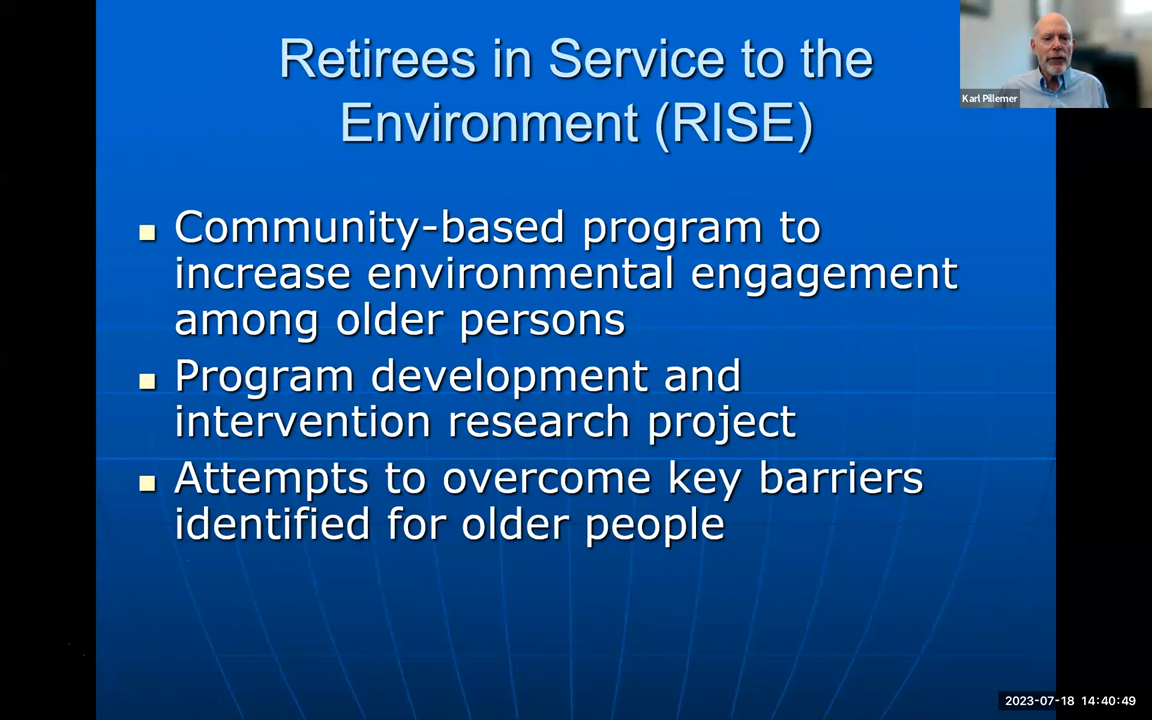 Retirees in Service to the
Environment (RISE)
Karl Pillemer
■ Community-based program to
increase environmental engagement
among older persons
■ Program development and
intervention research project
■ Attempts to overcome key barriers
identified for older people
2023-07-18 14:40:49